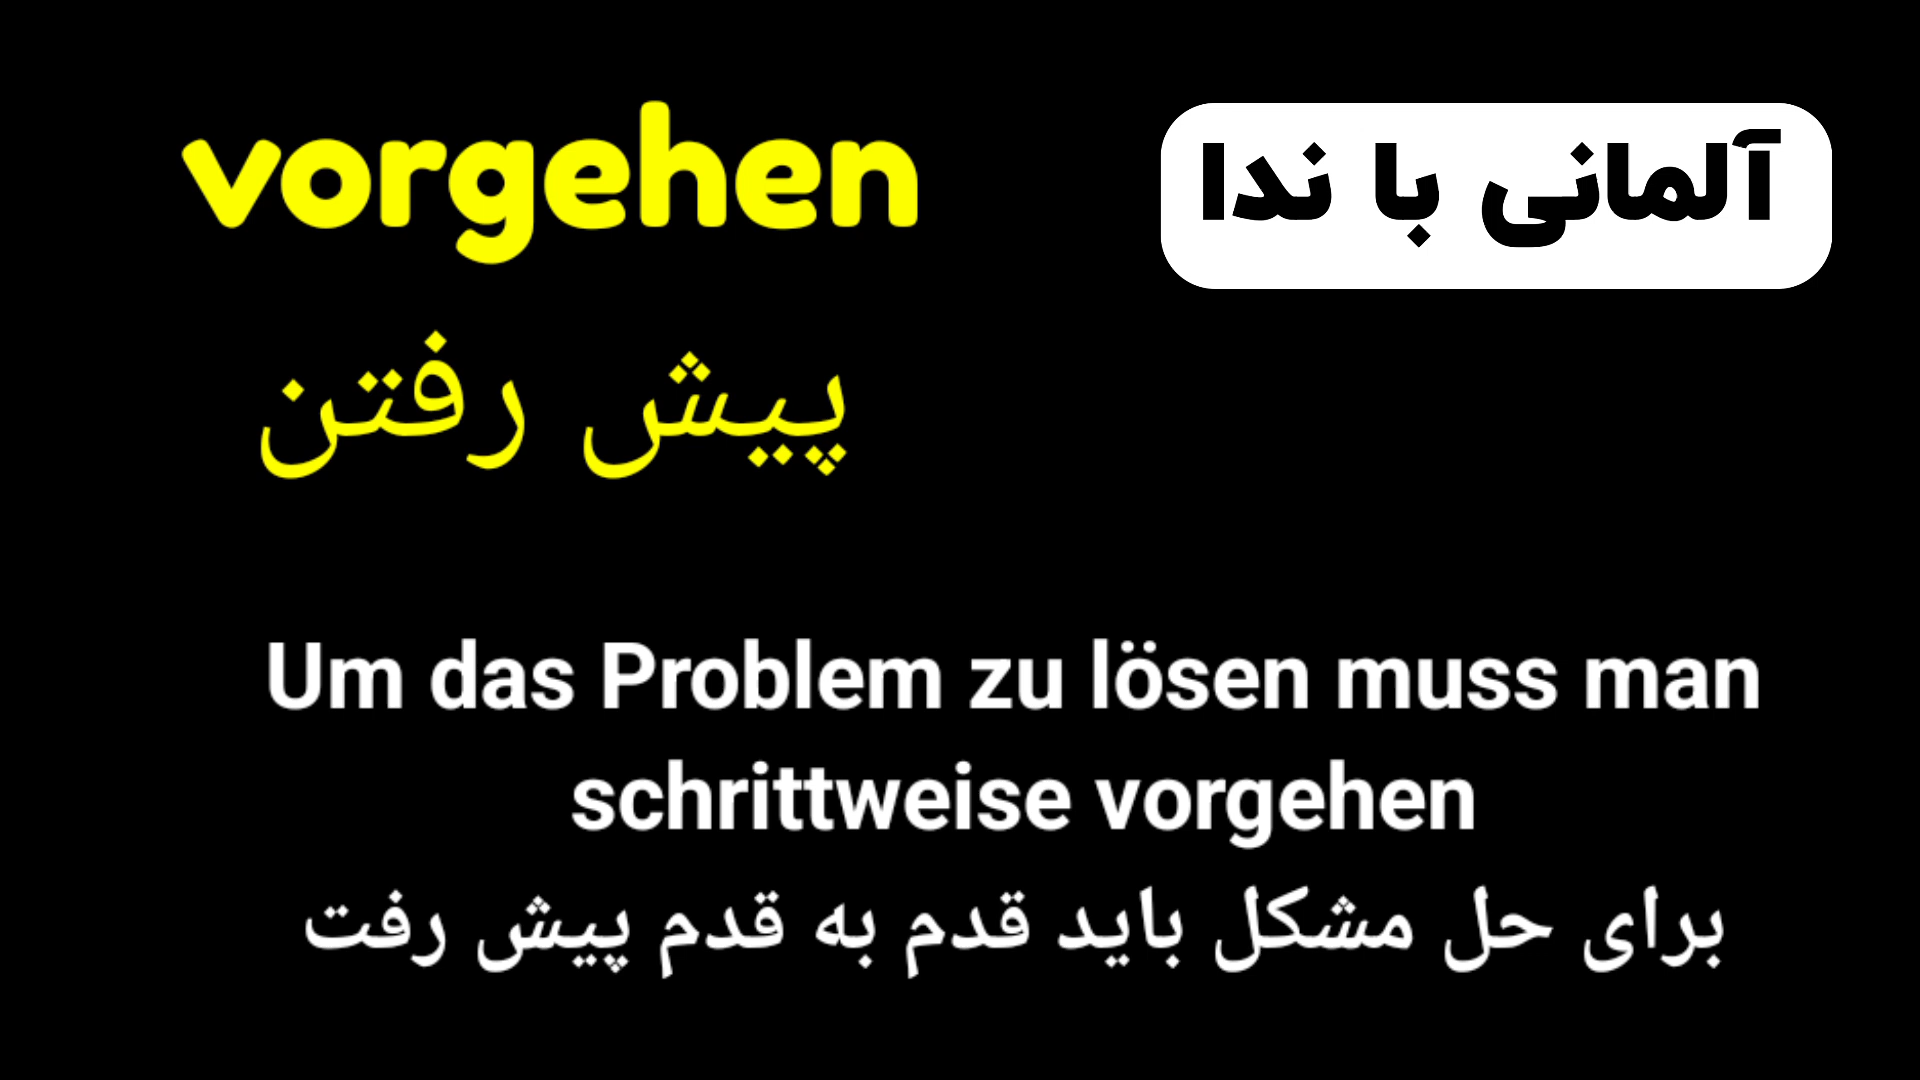 vorgehen
آلمانی با ندا
پیش رفتن
Um das Problem zu lösen muss man
schrittweise vorgehen
برای حل مشکل باید قدم به قدم پیش رفت